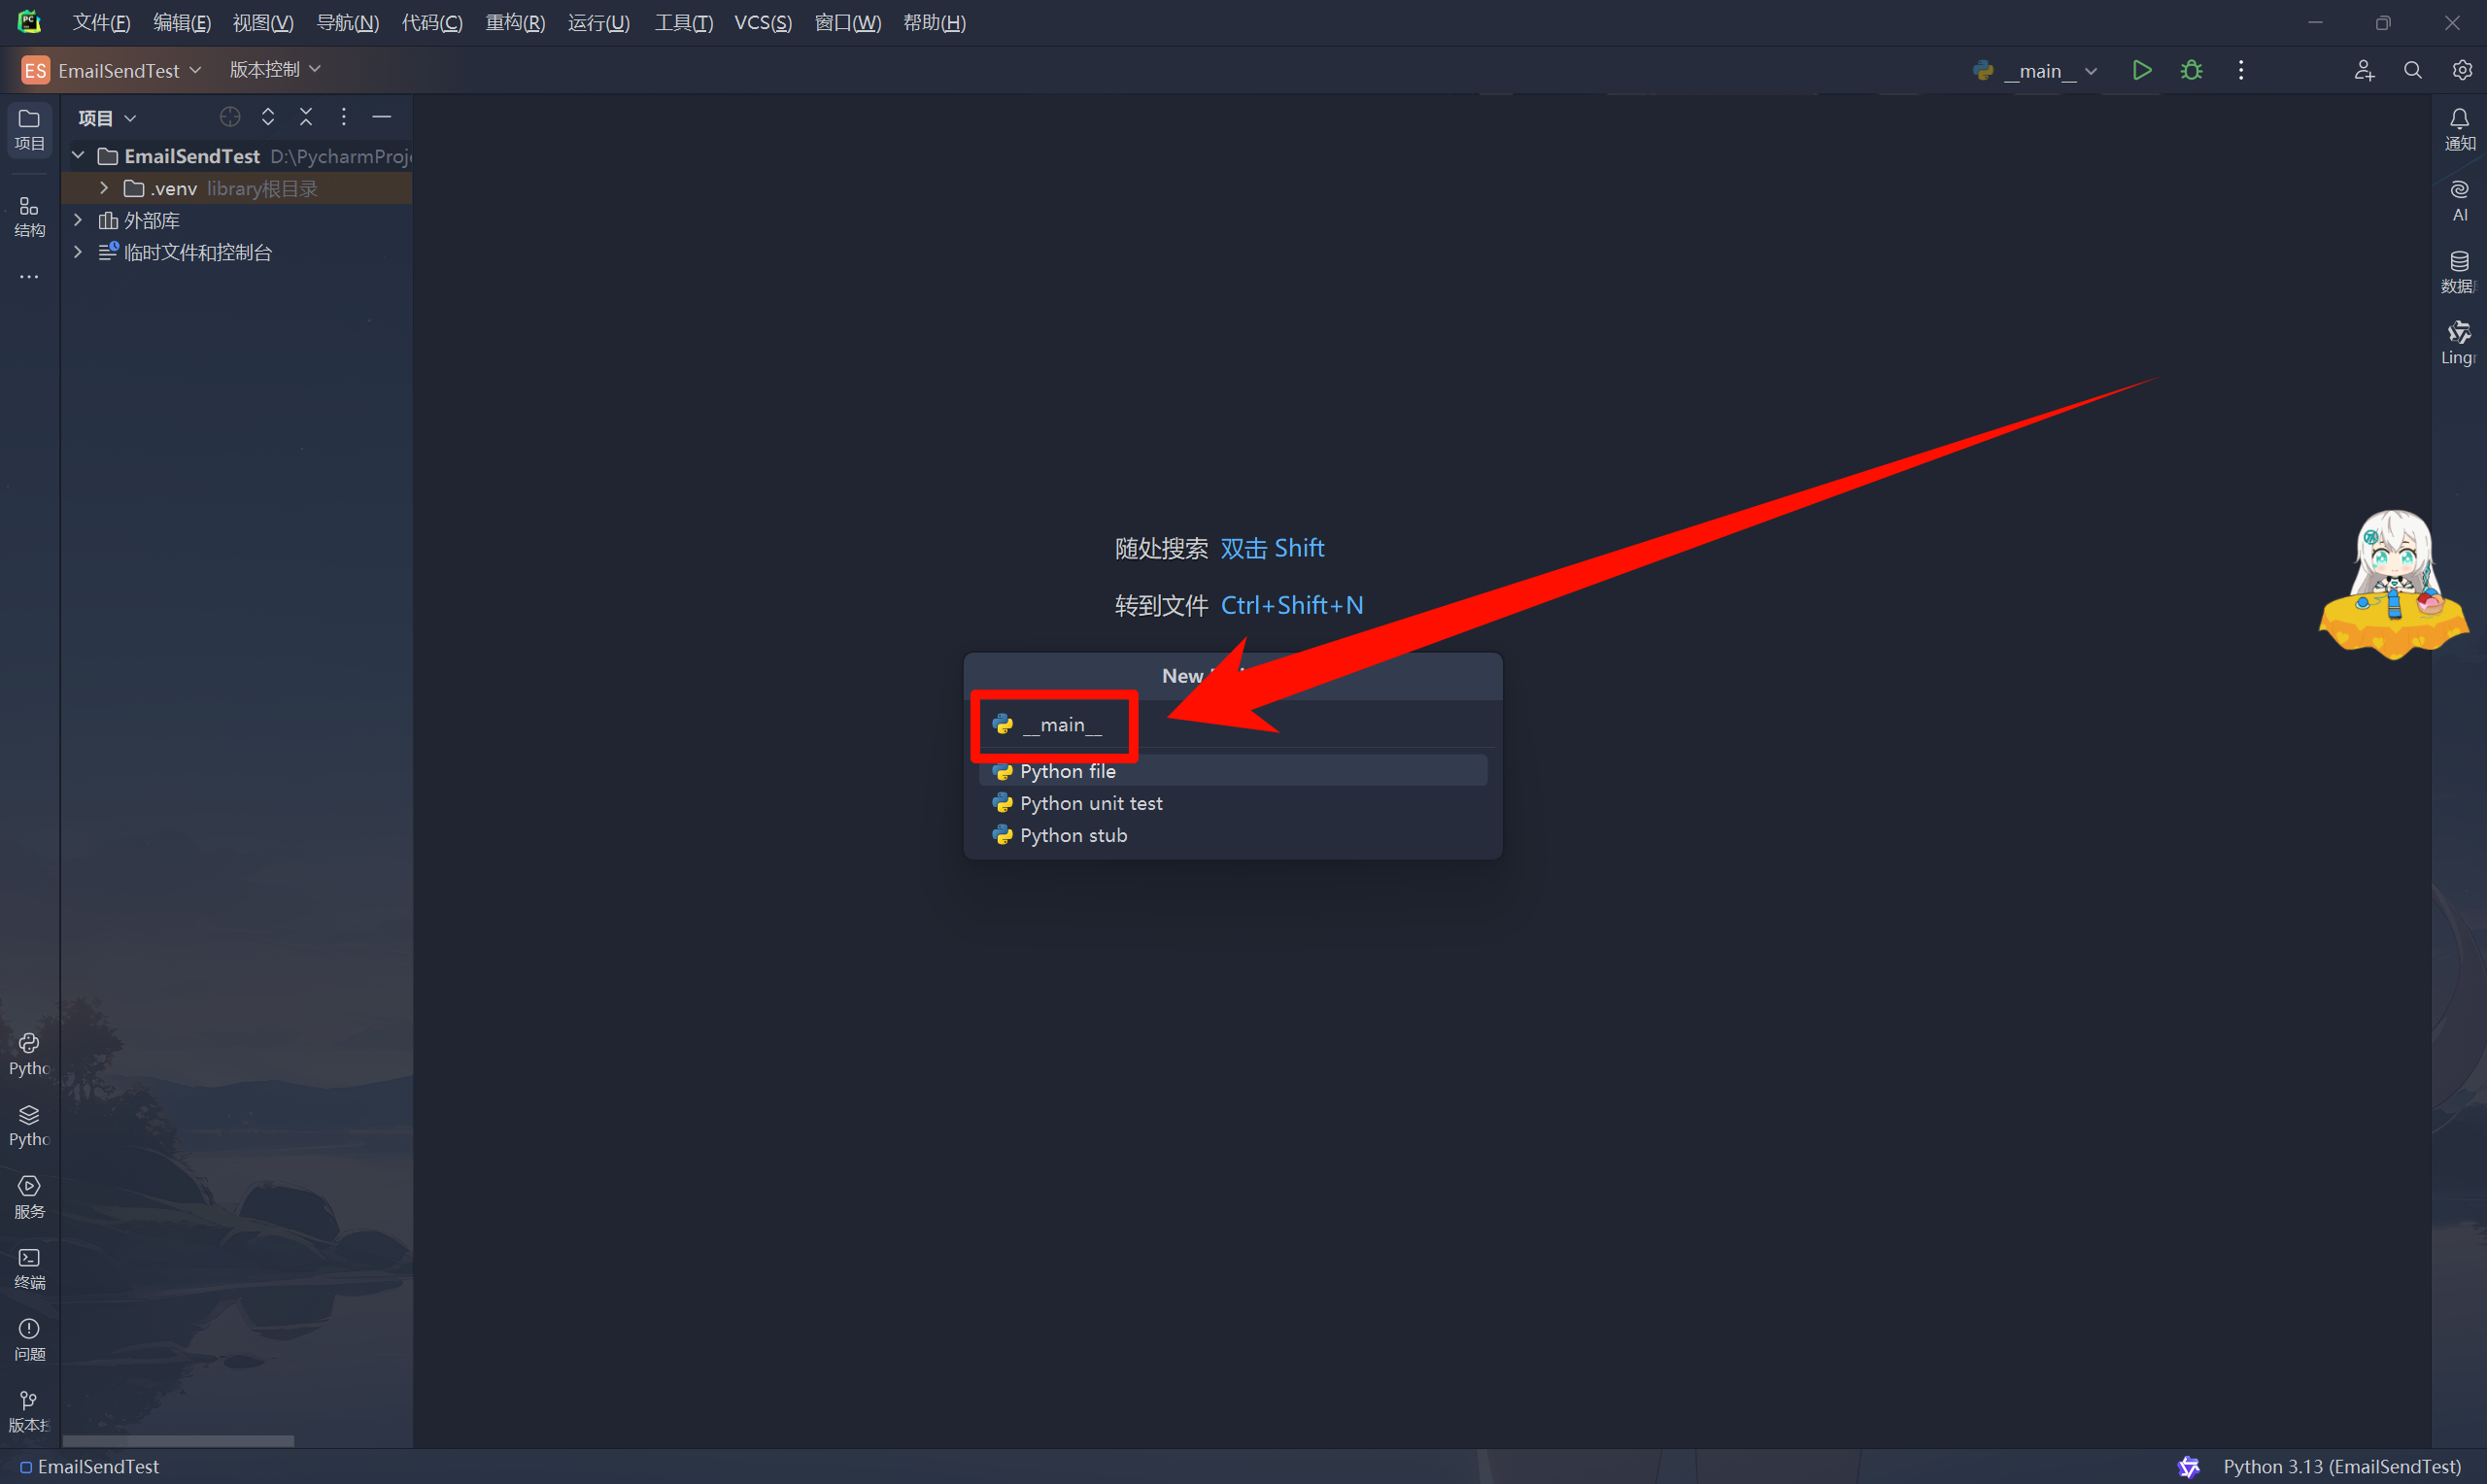 文件(F) 编辑(E) 视图(V) 导航(N) 代码(C) 重构(R) 运行(U) 工具(T) VCS(S) 窗口(W) 帮助(H)
ES EmailSendTest 版本控制 __main__
项目
项目
EmailSendTest D:\PycharmProj
.venv library根目录
外部库
临时文件和控制台
结构
通知
AI
数据
Ling
随处搜索 双击 Shift
转到文件 Ctrl+Shift+N
New
__main__
Python file
Python unit test
Python stub
Pytho
Pytho
服务
终端
问题
版本
EmailSendTest
Python 3.13 (EmailSendTest)